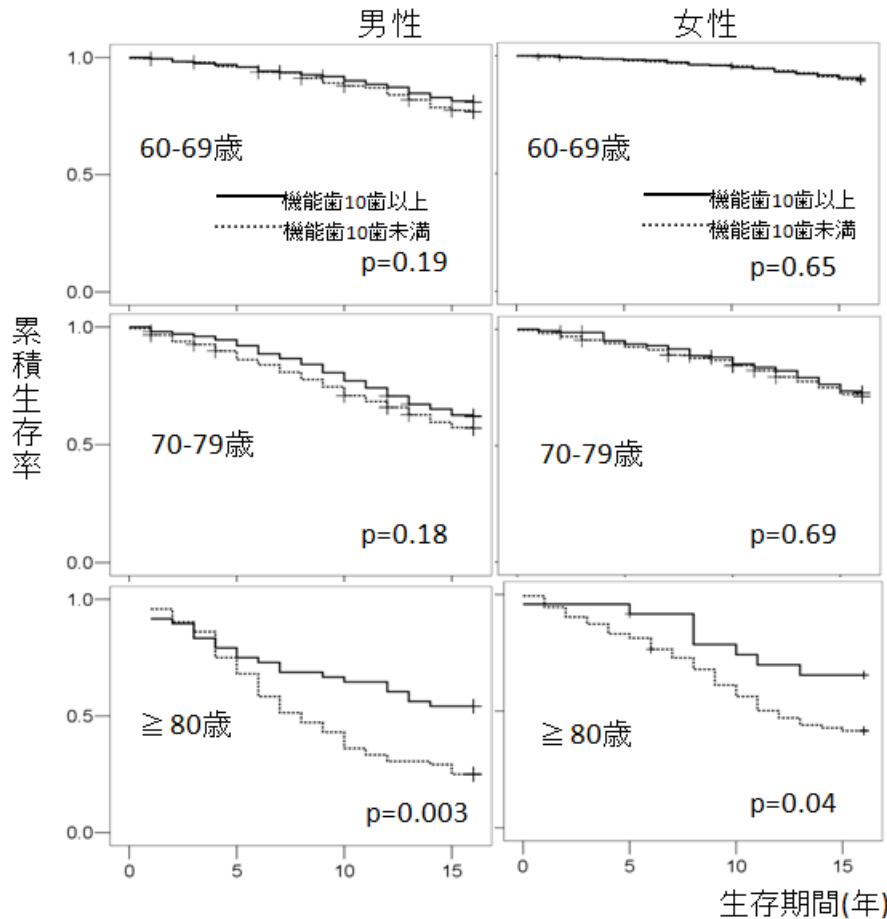 男性
女性
1.0
0.5
0.0
60-69歳
機能歯10歯以上
機能歯10歯未満
p=0.19
60-69歳
機能歯10歯以上
機能歯10歯未満
p=0.65
累積生存率
1.0
0.5
0.0
70-79歳
p=0.18
70-79歳
p=0.69
1.0
0.5
0.0
≧80歳
p=0.003
≧80歳
p=0.04
0 5 10 15
0 5 10 15
生存期間(年)